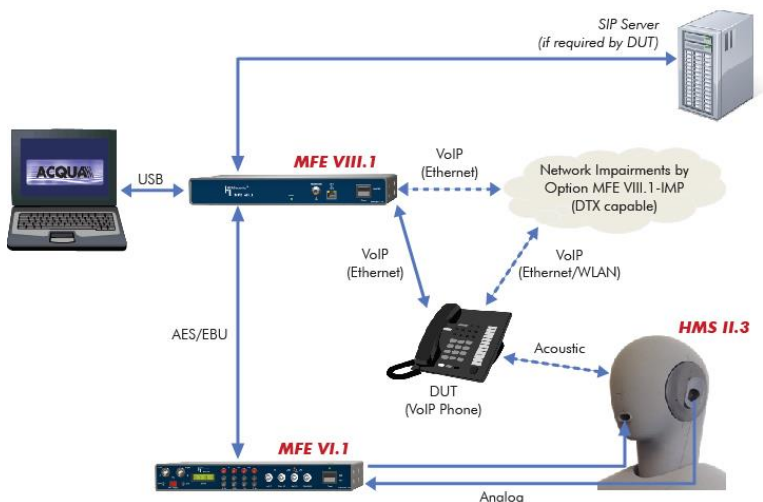 SIP Server
(if required by DUT)
MFE VIII.1
ACQUA
USB
VoIP
(Ethernet)
Network Impairments by
Option MFE VIII.1-IMP
(DTX capable)
VoIP
(Ethernet)
VoIP
(Ethernet/WLAN)
HMS II.3
AES/EBU
Acoustic
DUT
(VoIP Phone)
MFE VI.1
Analog